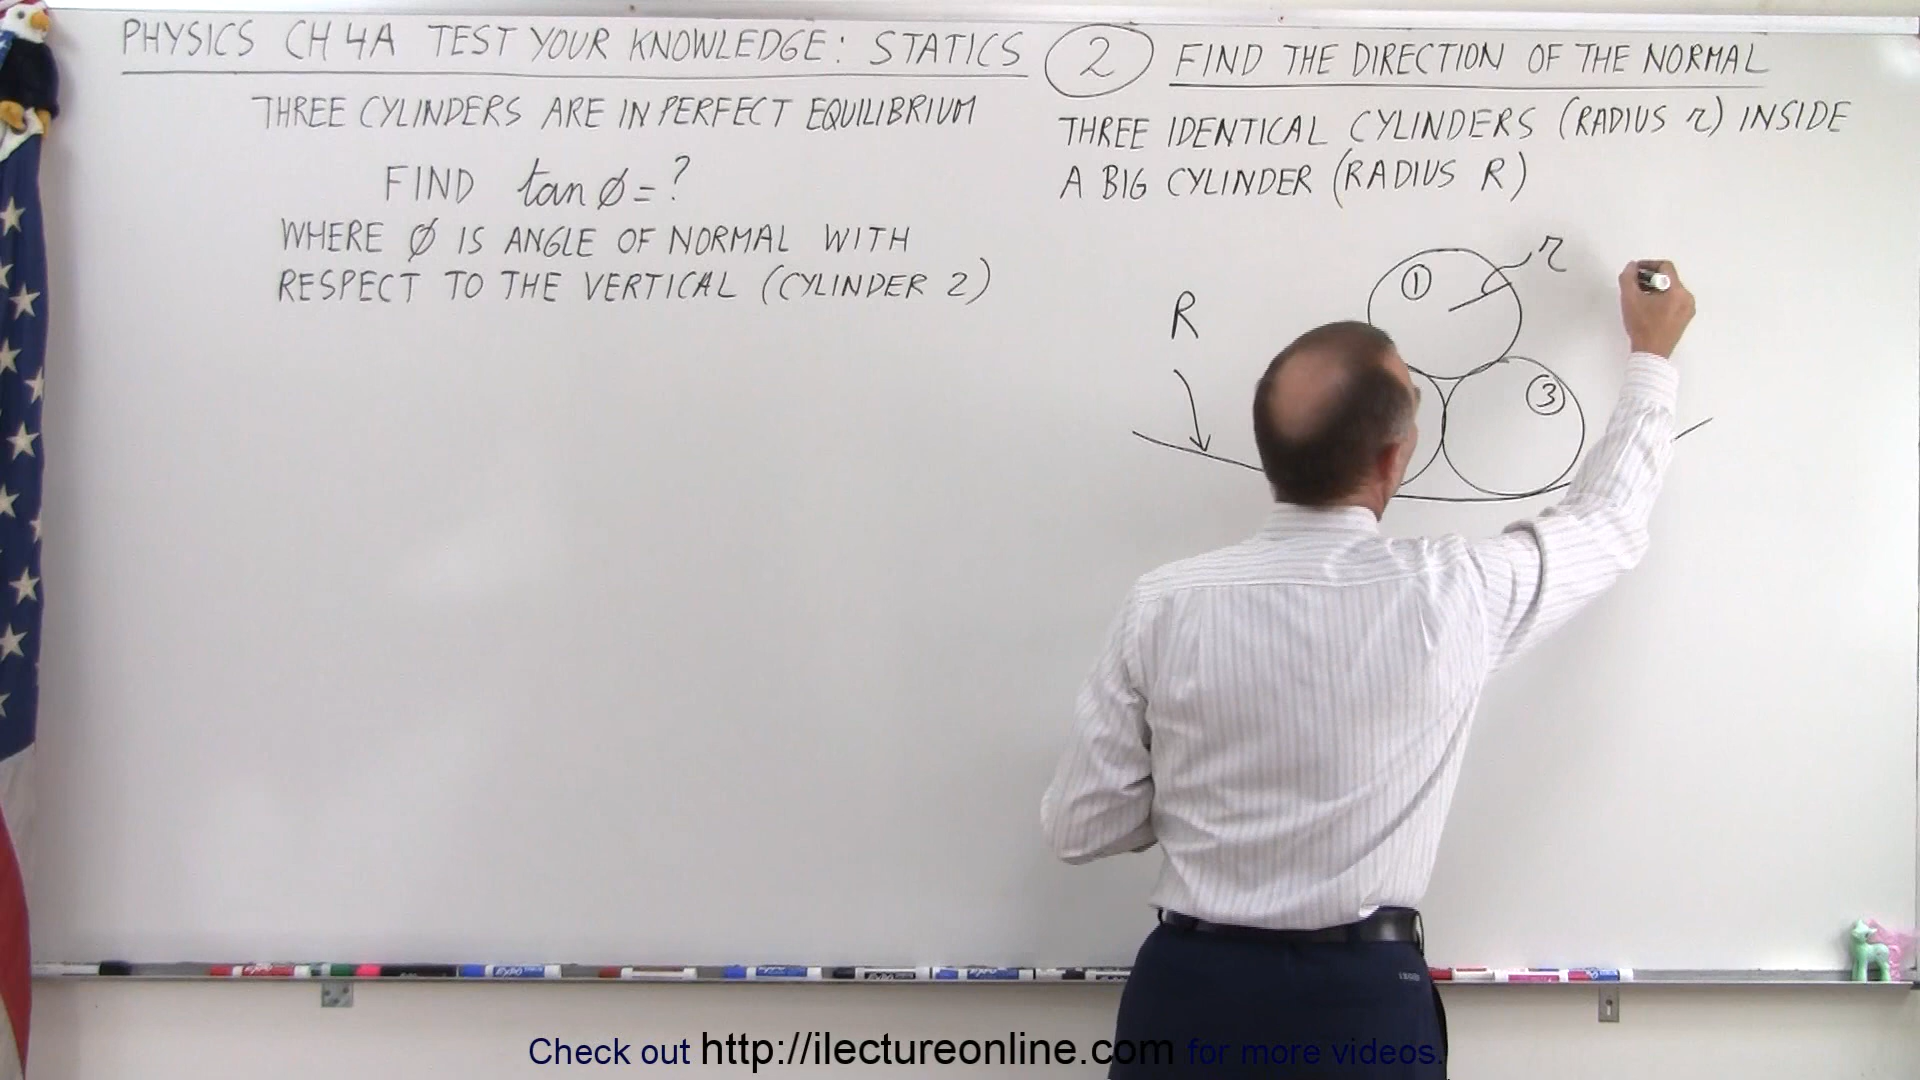 PHYSICS CH 4A TEST YOUR KNOWLEDGE: STATICS
THREE CYLINDERS ARE IN PERFECT EQUILIBRIUM
FIND tan ø = ?
WHERE ø IS ANGLE OF NORMAL WITH
RESPECT TO THE VERTICAL (CYLINDER 2)
2 FIND THE DIRECTION OF THE NORMAL
THREE IDENTICAL CYLINDERS (RADIUS r) INSIDE
A BIG CYLINDER (RADIUS R)
1
r
R
3
Check out http://ilectureonline.com for more videos.